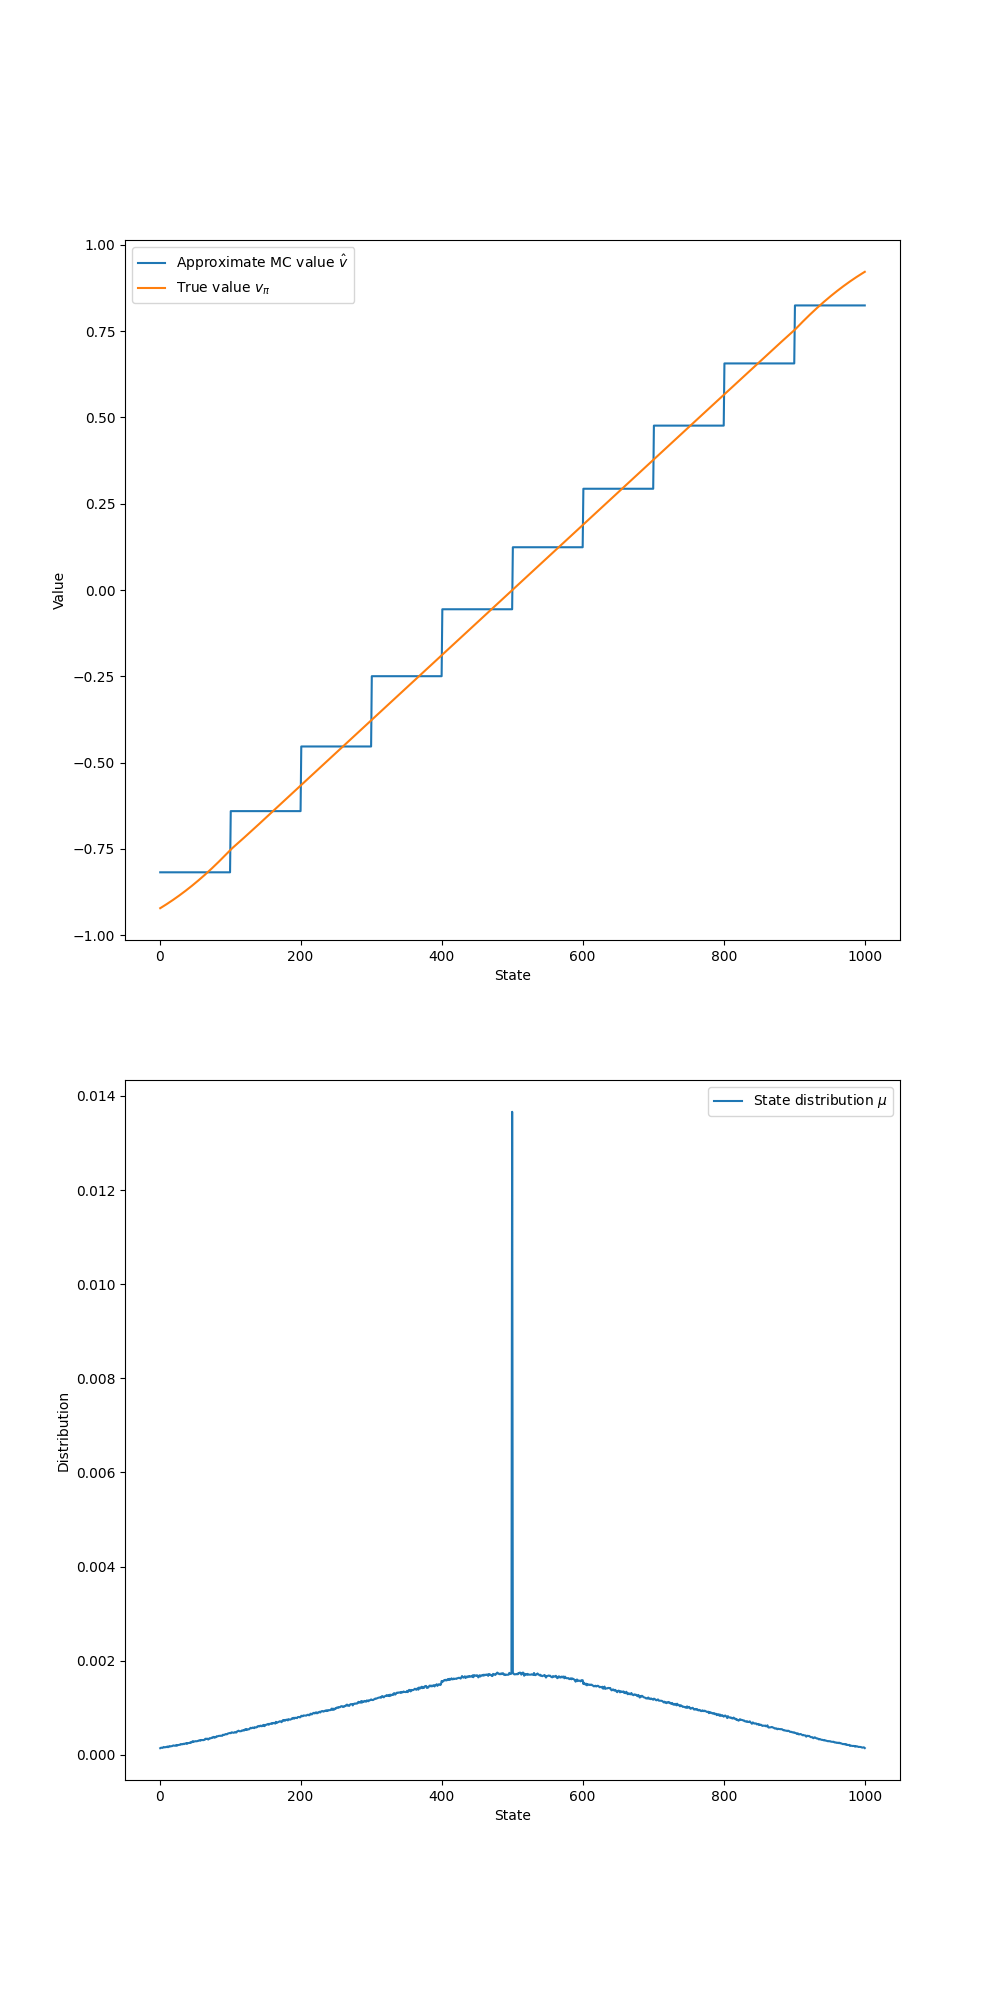 1.00
Approximate MC value v̂
True value vπ
0.75
0.50
0.25
0.00
−0.25
−0.50
−0.75
−1.00
Value
0 200 400 600 800 1000
State
0.014
State distribution μ
0.012
0.010
0.008
0.006
0.004
0.002
0.000
Distribution
0 200 400 600 800 1000
State